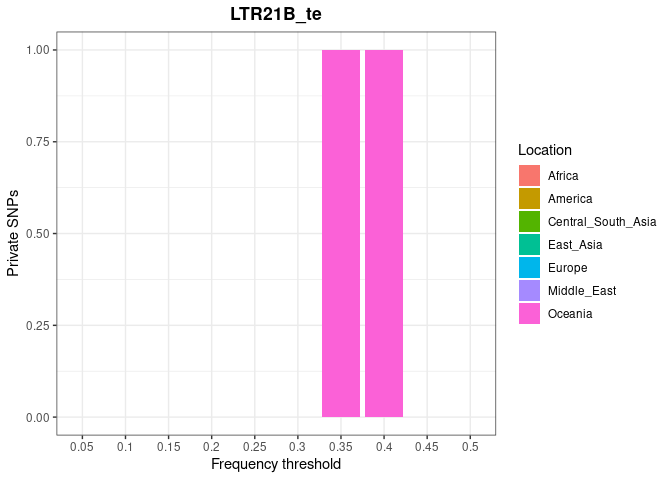 LTR21B_te
1.00
0.75
0.50
0.25
0.00
Private SNPs
0.05 0.1 0.15 0.2 0.25 0.3 0.35 0.4 0.45 0.5
Frequency threshold
Location
Africa
America
Central_South_Asia
East_Asia
Europe
Middle_East
Oceania